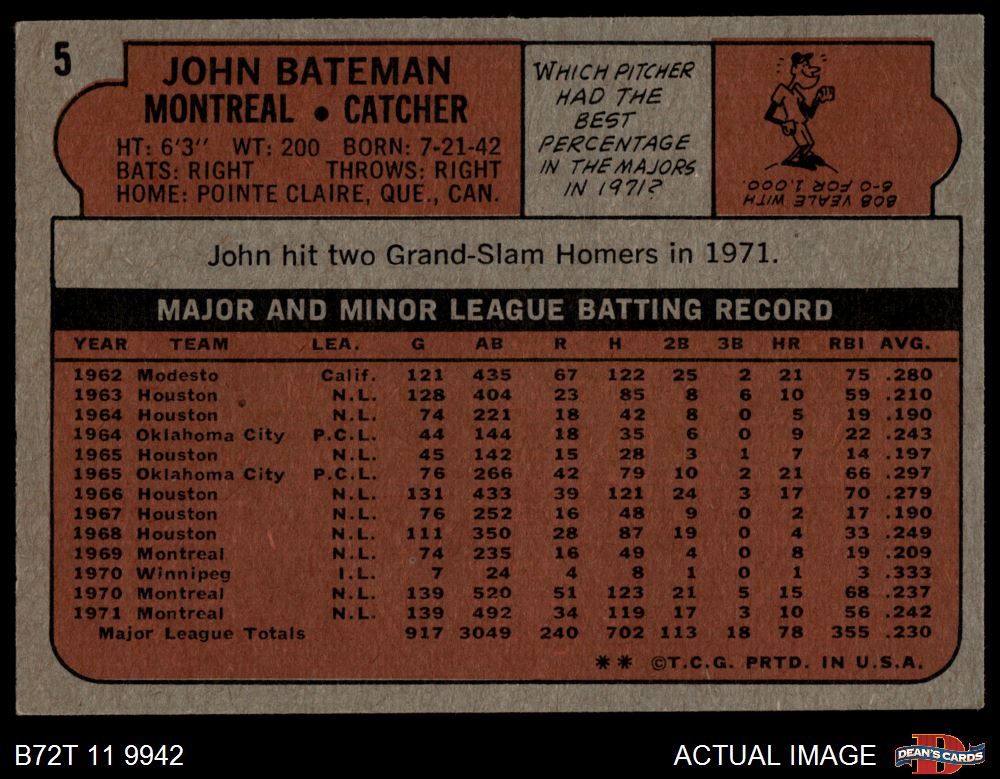 5
JOHN BATEMAN
MONTREAL • CATCHER
HT: 6'3" WT: 200 BORN: 7-21-42
BATS: RIGHT THROWS: RIGHT
HOME: POINTE CLAIRE, QUE., CAN.
WHICH PITCHER
HAD THE
BEST
PERCENTAGE
IN THE MAJORS
IN 1971?
BOB VEALE WITH
6-0 FOR 1.000.
John hit two Grand-Slam Homers in 1971.
MAJOR AND MINOR LEAGUE BATTING RECORD
YEAR TEAM LEA. G AB R H 2B 3B HR RBI AVG.
1962 Modesto Calif. 121 435 67 122 25 2 21 75 .280
1963 Houston N.L. 128 404 23 85 8 6 10 59 .210
1964 Houston N.L. 74 221 18 42 8 0 5 19 .190
1964 Oklahoma City P.C.L. 44 144 18 35 6 0 9 22 .243
1965 Houston N.L. 45 142 15 28 3 1 7 14 .197
1965 Oklahoma City P.C.L. 76 266 42 79 10 2 21 66 .297
1966 Houston N.L. 131 433 39 121 24 3 17 70 .279
1967 Houston N.L. 76 252 16 48 9 0 2 17 .190
1968 Houston N.L. 111 350 28 87 19 0 4 33 .249
1969 Montreal N.L. 74 235 16 49 4 0 8 19 .209
1970 Winnipeg I.L. 7 24 4 8 1 0 1 3 .333
1970 Montreal N.L. 139 520 51 123 21 5 15 68 .237
1971 Montreal N.L. 139 492 34 119 17 3 10 56 .242
Major League Totals 917 3049 240 702 113 18 78 355 .230
** ©T.C.G. PRTD. IN U.S.A.
B72T 11 9942
ACTUAL IMAGE
DEAN'S CARDS